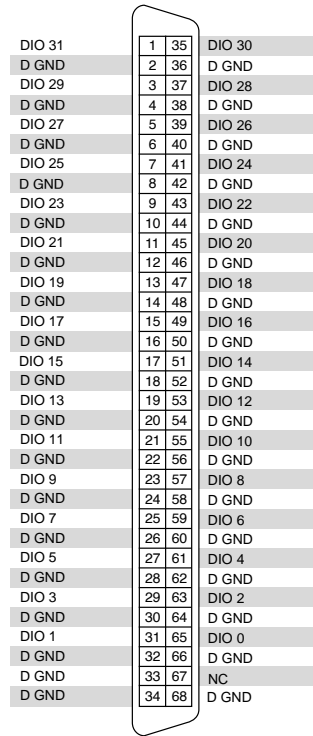 DIO 31 1 35 DIO 30
D GND 2 36 D GND
DIO 29 3 37 DIO 28
D GND 4 38 D GND
DIO 27 5 39 DIO 26
D GND 6 40 D GND
DIO 25 7 41 DIO 24
D GND 8 42 D GND
DIO 23 9 43 DIO 22
D GND 10 44 D GND
DIO 21 11 45 DIO 20
D GND 12 46 D GND
DIO 19 13 47 DIO 18
D GND 14 48 D GND
DIO 17 15 49 DIO 16
D GND 16 50 D GND
DIO 15 17 51 DIO 14
D GND 18 52 D GND
DIO 13 19 53 DIO 12
D GND 20 54 D GND
DIO 11 21 55 DIO 10
D GND 22 56 D GND
DIO 9 23 57 DIO 8
D GND 24 58 D GND
DIO 7 25 59 DIO 6
D GND 26 60 D GND
DIO 5 27 61 DIO 4
D GND 28 62 D GND
DIO 3 29 63 DIO 2
D GND 30 64 D GND
DIO 1 31 65 DIO 0
D GND 32 66 D GND
D GND 33 67 NC
D GND 34 68 D GND